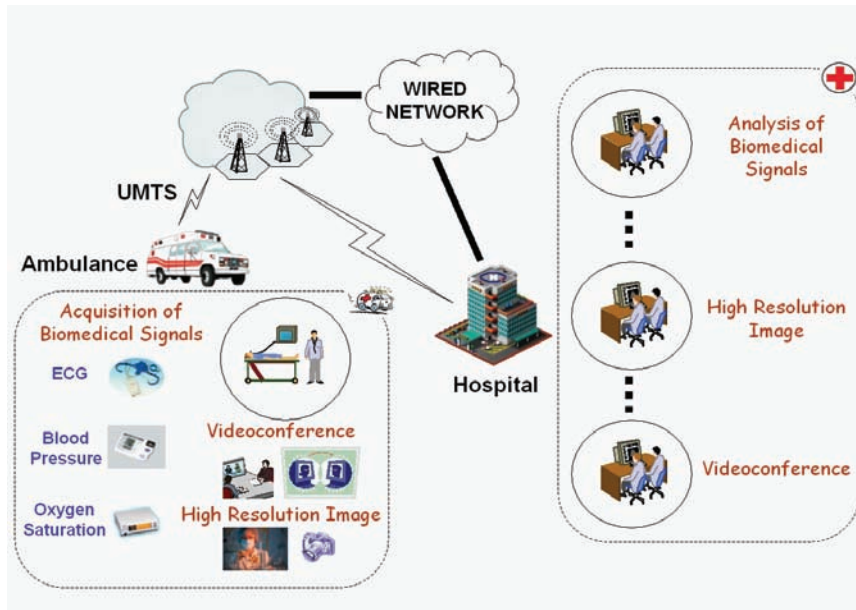 WIRED
NETWORK
UMTS
Ambulance
Hospital
Acquisition of
Biomedical Signals
ECG
Blood
Pressure
Oxygen
Saturation
Videoconference
High Resolution Image
Analysis of
Biomedical
Signals
High Resolution
Image
Videoconference